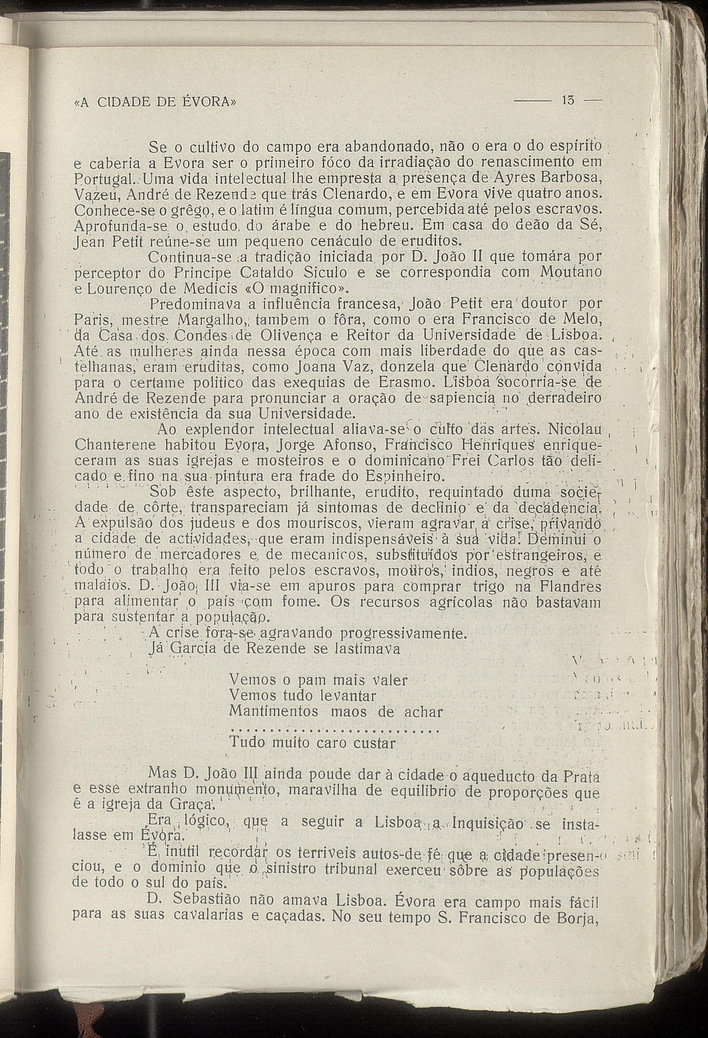 «A CIDADE DE ÉVORA» 13
Se o cultivo do campo era abandonado, não o era o do espírito
e caberia a Evora ser o primeiro fóco da irradiação do renascimento em
Portugal. Uma vida intelectual lhe empresta a presença de Ayres Barbosa,
Vazeu, André de Rezende que trás Clenardo, e em Evora vive quatro anos.
Conhece-se o grêgo, e o latim é língua comum, percebida até pelos escravos.
Aprofunda-se o estudo do árabe e do hebreu. Em casa do deão da Sé,
Jean Petit reúne-se um pequeno cenáculo de eruditos.
Continua-se a tradição iniciada por D. João II que tomára por
perceptor do Principe Cataldo Siculo e se correspondia com Moutano
e Lourenço de Medicis «O magnifico».
Predominava a influência francesa, João Petit era doutor por
Paris, mestre Margalho, tambem o fôra, como o era Francisco de Melo,
da Casa dos Condes de Olivença e Reitor da Universidade de Lisboa.
Até as mulheres ainda nessa época com mais liberdade do que as cas-
telhanas, eram eruditas, como Joana Vaz, donzela que Clenardo convida
para o certame politico das exequias de Erasmo. Lisboa socorria-se de
André de Rezende para pronunciar a oração de sapiencia no derradeiro
ano de existência da sua Universidade.
Ao explendor intelectual aliava-se o culto das artes. Nicolau
Chanterene habitou Evora, Jorge Afonso, Francisco Henriques enrique-
ceram as suas igrejas e mosteiros e o dominicano Frei Carlos tão deli-
cado e fino na sua pintura era frade do Espinheiro.
Sob êste aspecto, brilhante, erudito, requintado duma socie-
dade de côrte, transpareciam já sintomas de declinio e da decadencia.
A expulsão dos judeus e dos mouriscos, vieram agravar a crise, privando
a cidade de actividades, que eram indispensáveis à sua vida. Deminui o
número de mercadores e de mecanicos, substituidos por estrangeiros, e
todo o trabalho era feito pelos escravos, moiros, indios, negros e até
malaios. D. João III via-se em apuros para comprar trigo na Flandres
para alimentar o país com fome. Os recursos agrícolas não bastavam
para sustentar a população.
A crise fora-se agravando progressivamente.
Já Garcia de Rezende se lastimava
Vemos o pam mais valer
Vemos tudo levantar
Mantimentos maos de achar
..........................
Tudo muito caro custar
Mas D. João III ainda poude dar à cidade o aqueducto da Prata
e esse extranho monumento, maravilha de equilibrio de proporções que
é a igreja da Graça.
Era lógico, que a seguir a Lisboa a Inquisição se insta-
lasse em Évora.
É inutil recordar os terriveis autos-de fé que a cidade presen-
ciou, e o dominio que o sinistro tribunal exerceu sôbre as populações
de todo o sul do país.
D. Sebastião não amava Lisboa. Évora era campo mais fácil
para as suas cavalarias e caçadas. No seu tempo S. Francisco de Borja,